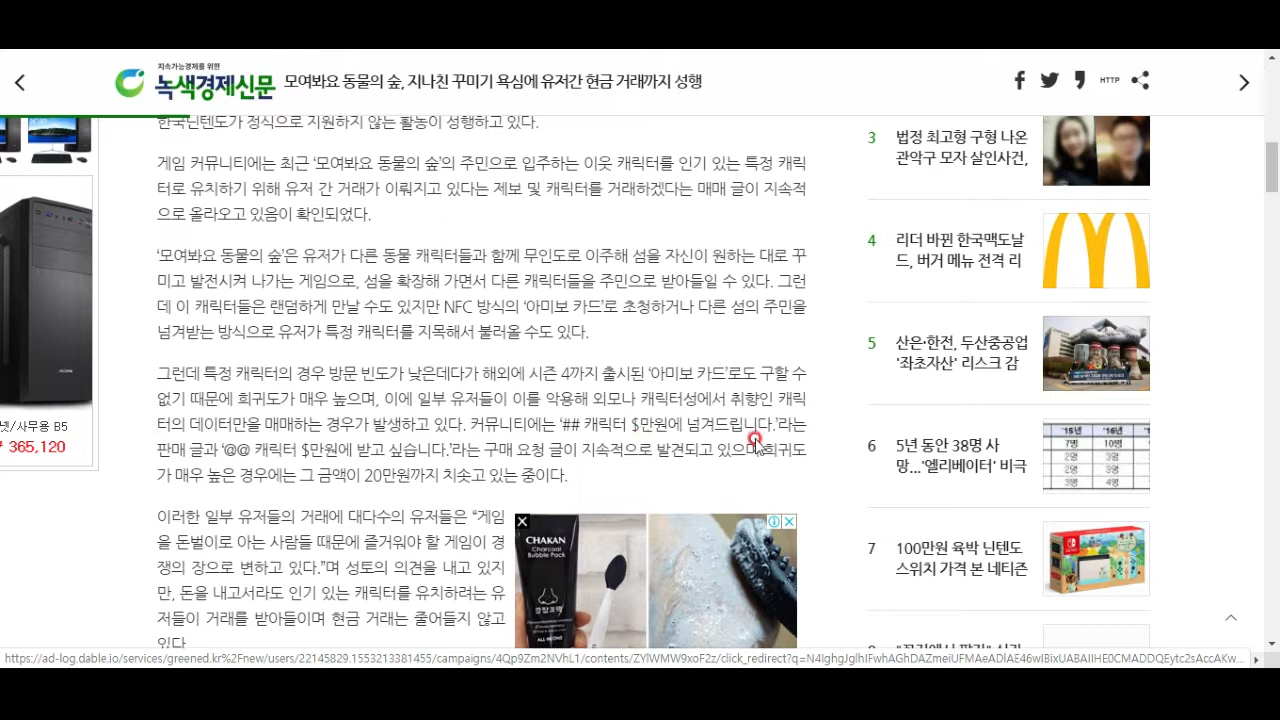 지속가능경제를 위한
녹색경제신문
모여봐요 동물의 숲, 지나친 꾸미기 욕심에 유저간 현금 거래까지 성행
HTTP
한국닌텐도가 정식으로 지원하지 않는 활동이 성행하고 있다.
게임 커뮤니티에는 최근 ‘모여봐요 동물의 숲’의 주민으로 입주하는 이웃 캐릭터를 인기 있는 특정 캐릭
터로 유치하기 위해 유저 간 거래가 이뤄지고 있다는 제보 및 캐릭터를 거래하겠다는 매매 글이 지속적
으로 올라오고 있음이 확인되었다.
‘모여봐요 동물의 숲’은 유저가 다른 동물 캐릭터들과 함께 무인도로 이주해 섬을 자신이 원하는 대로 꾸
미고 발전시켜 나가는 게임으로, 섬을 확장해 가면서 다른 캐릭터들을 주민으로 받아들일 수 있다. 그런
데 이 캐릭터들은 랜덤하게 만날 수도 있지만 NFC 방식의 ‘아미보 카드’로 초청하거나 다른 섬의 주민을
넘겨받는 방식으로 유저가 특정 캐릭터를 지목해서 불러올 수도 있다.
그런데 특정 캐릭터의 경우 방문 빈도가 낮은데다가 해외에 시즌 4까지 출시된 ‘아미보 카드’로도 구할 수
없기 때문에 희귀도가 매우 높으며, 이에 일부 유저들이 이를 악용해 외모나 캐릭터성에서 취향인 캐릭
터의 데이터만을 매매하는 경우가 발생하고 있다. 커뮤니티에는 ‘## 캐릭터 $만원에 넘겨드립니다.’라는
판매 글과 ‘@@ 캐릭터 $만원에 받고 싶습니다.’라는 구매 요청 글이 지속적으로 발견되고 있으며 희귀도
가 매우 높은 경우에는 그 금액이 20만원까지 치솟고 있는 중이다.
이러한 일부 유저들의 거래에 대다수의 유저들은 “게임
을 돈벌이로 아는 사람들 때문에 즐거워야 할 게임이 경
쟁의 장으로 변하고 있다.”며 성토의 의견을 내고 있지
만, 돈을 내고서라도 인기 있는 캐릭터를 유치하려는 유
저들이 거래를 받아들이며 현금 거래는 줄어들지 않고
있다
넷/사무용 B5
365,120
CHAKAN
Charcoal
Bubble Pack
ALL IN ONE
3 법정 최고형 구형 나온
관악구 모자 살인사건,
4 리더 바뀐 한국맥도날
드, 버거 메뉴 전격 리
5 산은·한전, 두산중공업
'좌초자산' 리스크 감
6 5년 동안 38명 사
망...'엘리베이터' 비극
'15년 '16년
7명 10명
2명 3명
2명 3명
3명 4명
7 100만원 육박 닌텐도
스위치 가격 본 네티즌